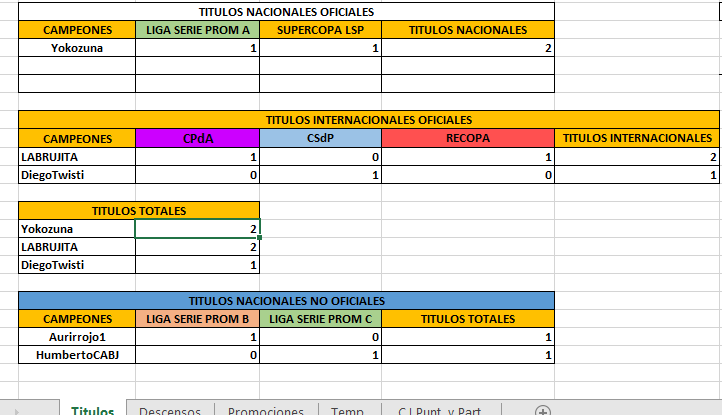 TITULOS NACIONALES OFICIALES
CAMPEONES LIGA SERIE PROM A SUPERCOPA LSP TITULOS NACIONALES
Yokozuna 1 1 2
TITULOS INTERNACIONALES OFICIALES
CAMPEONES CPdA CSdP RECOPA TITULOS INTERNACIONALES
LABRUJITA 1 0 1 2
DiegoTwisti 0 1 0 1
TITULOS TOTALES
Yokozuna 2
LABRUJITA 2
DiegoTwisti 1
TITULOS NACIONALES NO OFICIALES
CAMPEONES LIGA SERIE PROM B LIGA SERIE PROM C TITULOS TOTALES
Aurirrojo1 1 0 1
HumbertoCABJ 0 1 1
Titulos Descensos Promociones Temp